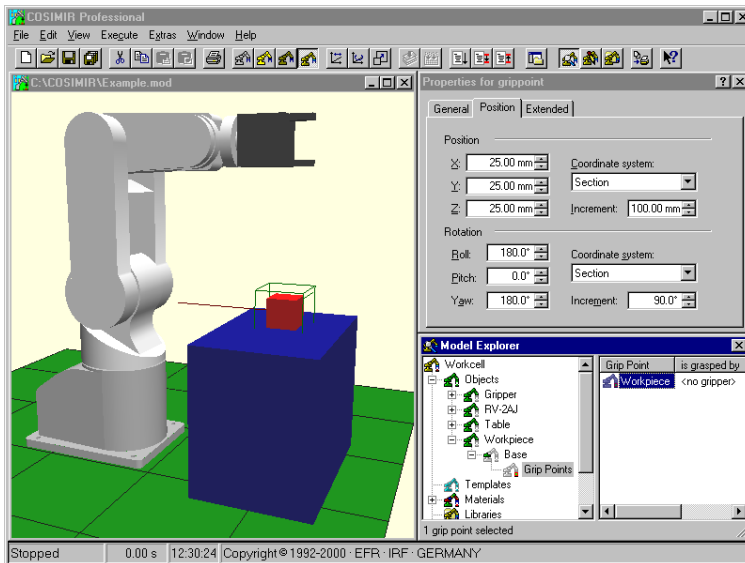 COSIMIR Professional
File Edit View Execute Extras Window Help
C:\COSIMIR\Example.mod
Properties for grippoint
General Position Extended
Position
X: 25.00 mm Coordinate system:
Y: 25.00 mm Section
Z: 25.00 mm Increment: 100.00 mm
Rotation
Roll: 180.0° Coordinate system:
Pitch: 0.0° Section
Yaw: 180.0° Increment: 90.0°
Model Explorer
Workcell
Objects
Gripper
RV-2AJ
Table
Workpiece
Base
Grip Points
Templates
Materials
Libraries
Grip Point is grasped by
Workpiece <no gripper>
1 grip point selected
Stopped 0.00 s 12:30:24 Copyright © 1992-2000 · EFR · IRF · GERMANY